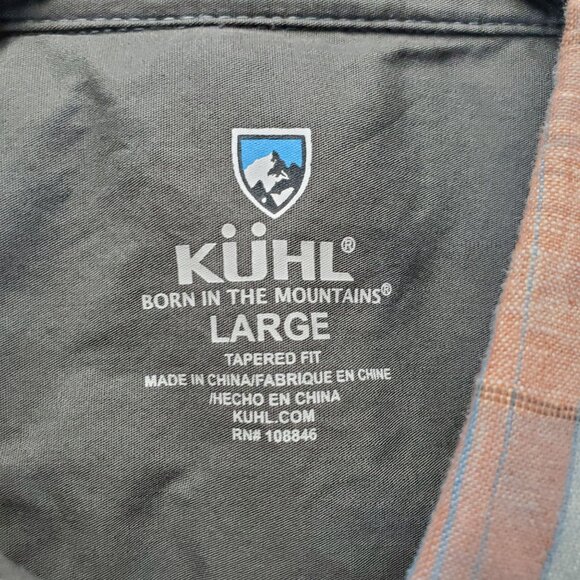 KÜHL®
BORN IN THE MOUNTAINS®
LARGE
TAPERED FIT
MADE IN CHINA/FABRIQUE EN CHINE
/HECHO EN CHINA
KUHL.COM
RN# 108846